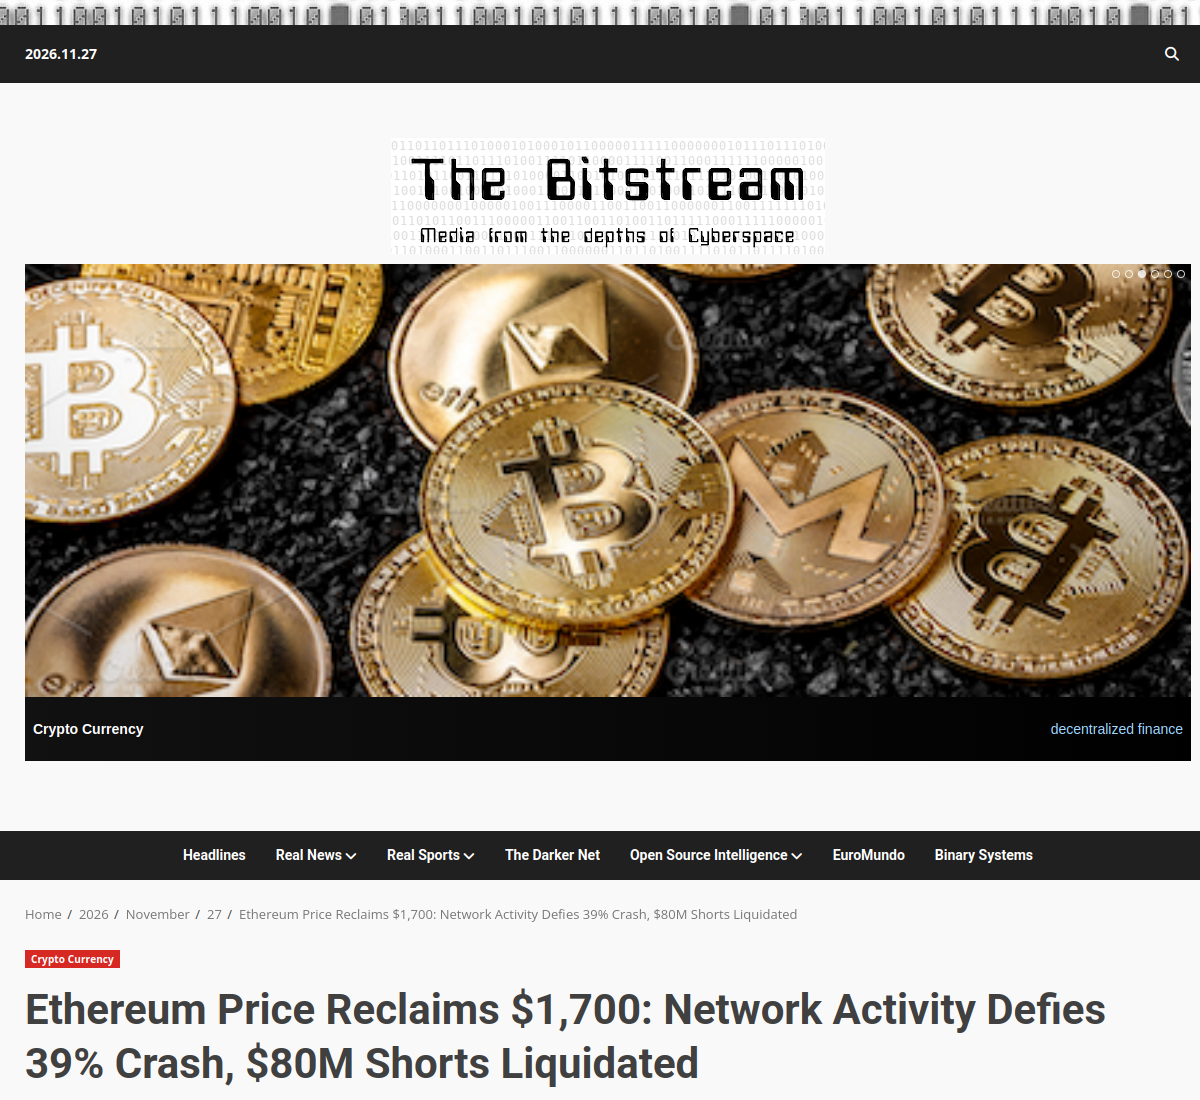 2026.11.27
The Bitstream
Media from the depths of Cyberspace
eth
Crypto Currency
decentralized finance
Headlines
Real News
Real Sports
The Darker Net
Open Source Intelligence
EuroMundo
Binary Systems
Home / 2026 / November / 27 / Ethereum Price Reclaims $1,700: Network Activity Defies 39% Crash, $80M Shorts Liquidated
Crypto Currency
Ethereum Price Reclaims $1,700: Network Activity Defies
39% Crash, $80M Shorts Liquidated